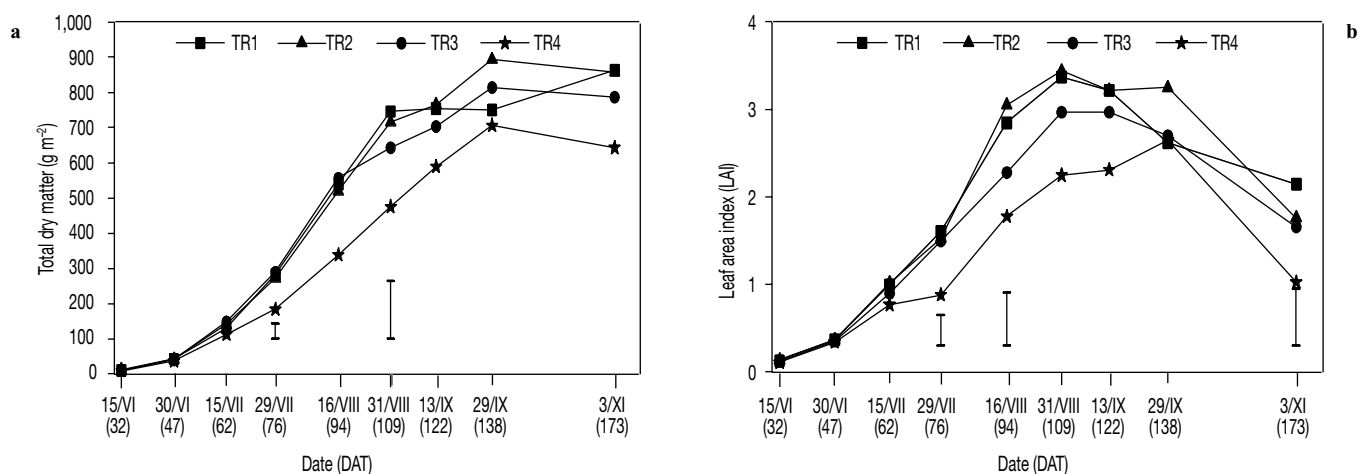 a
Total dry matter (g m⁻²)
1,000
900
800
700
600
500
400
300
200
100
0
TR1 TR2 TR3 TR4
15/VI 30/VI 15/VII 29/VII 16/VIII 31/VIII 13/IX 29/IX 3/XI
(32) (47) (62) (76) (94) (109) (122) (138) (173)
Date (DAT)
b
Leaf area index (LAI)
4
3
2
1
0
TR1 TR2 TR3 TR4
15/VI 30/VI 15/VII 29/VII 16/VIII 31/VIII 13/IX 29/IX 3/XI
(32) (47) (62) (76) (94) (109) (122) (138) (173)
Date (DAT)